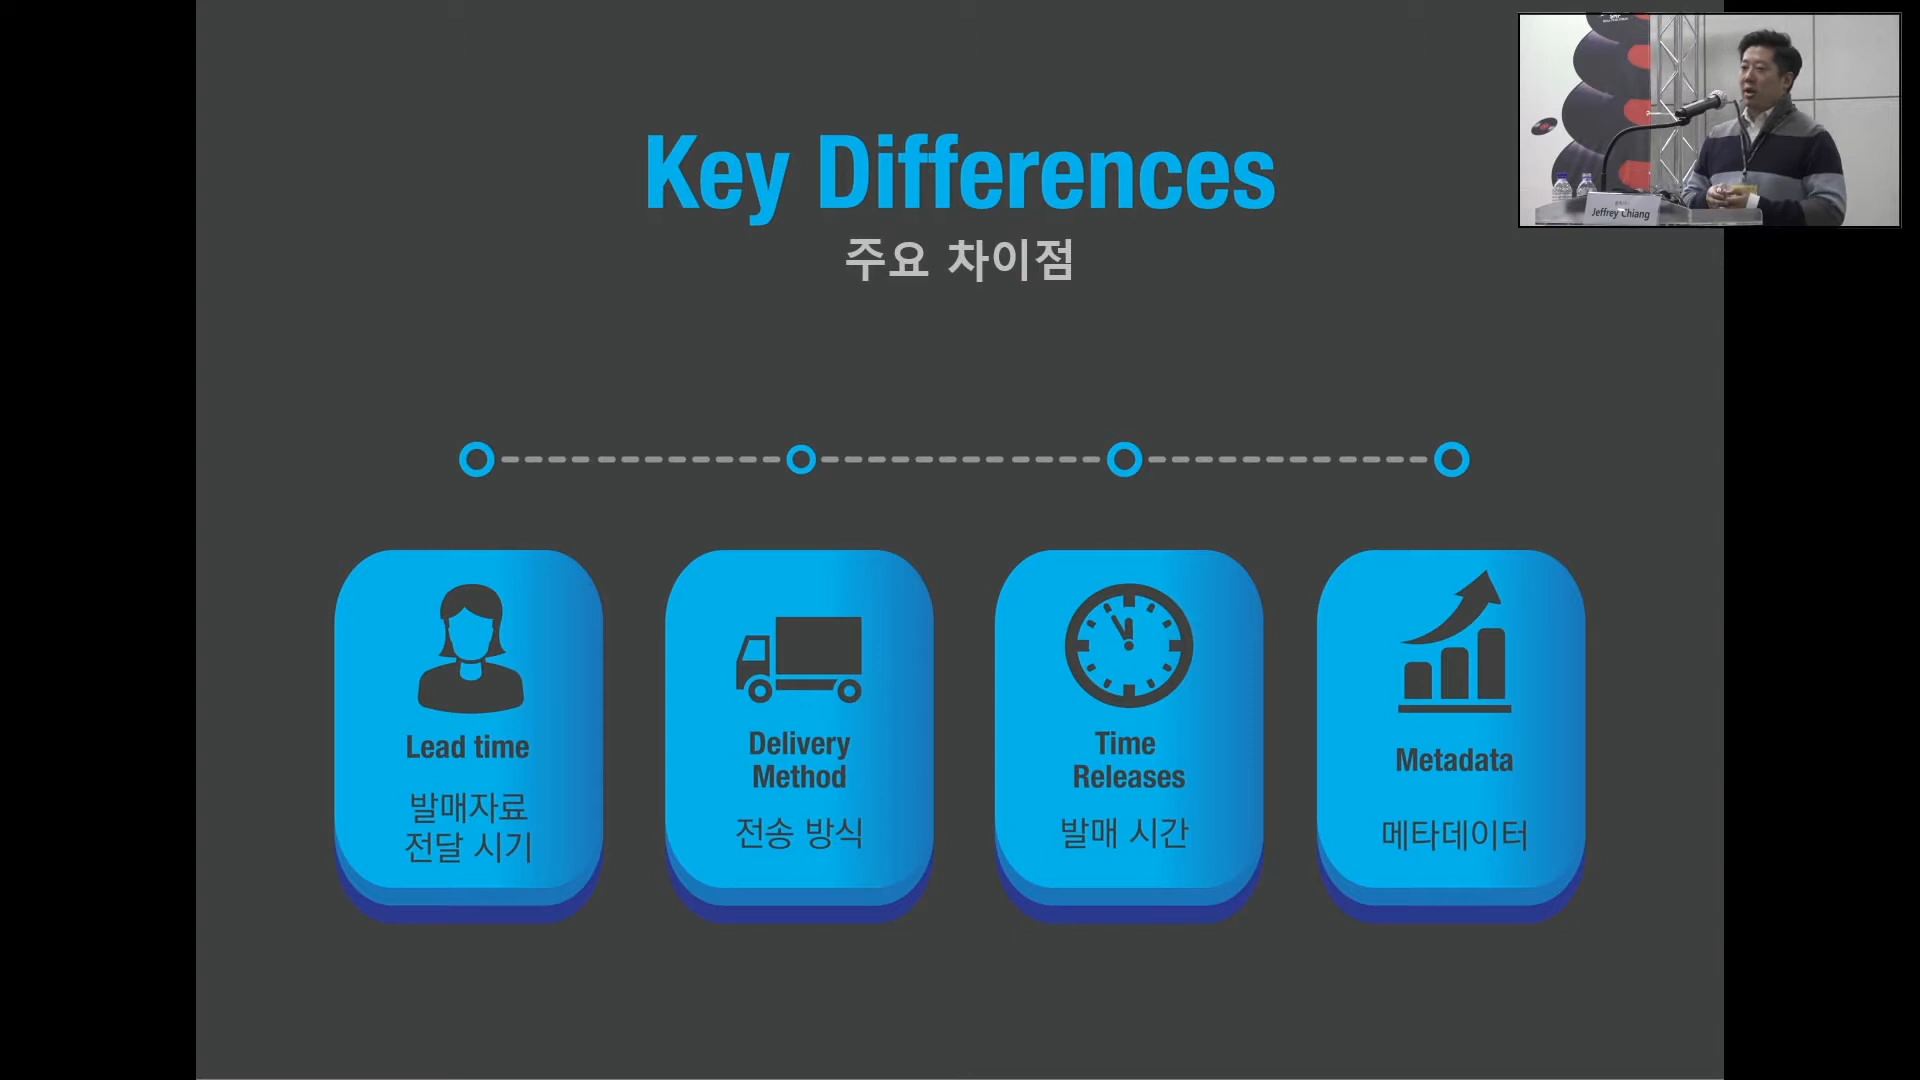 Key Differences
주요 차이점
Lead time
발매자료
전달 시기
Delivery
Method
전송 방식
Time
Releases
발매 시간
Metadata
메타데이터
Jeffrey Chiang